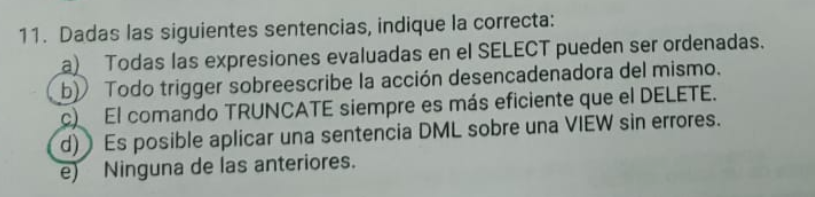 11. Dadas las siguientes sentencias, indique la correcta:
a) Todas las expresiones evaluadas en el SELECT pueden ser ordenadas.
b) Todo trigger sobreescribe la acción desencadenadora del mismo.
c) El comando TRUNCATE siempre es más eficiente que el DELETE.
d) Es posible aplicar una sentencia DML sobre una VIEW sin errores.
e) Ninguna de las anteriores.